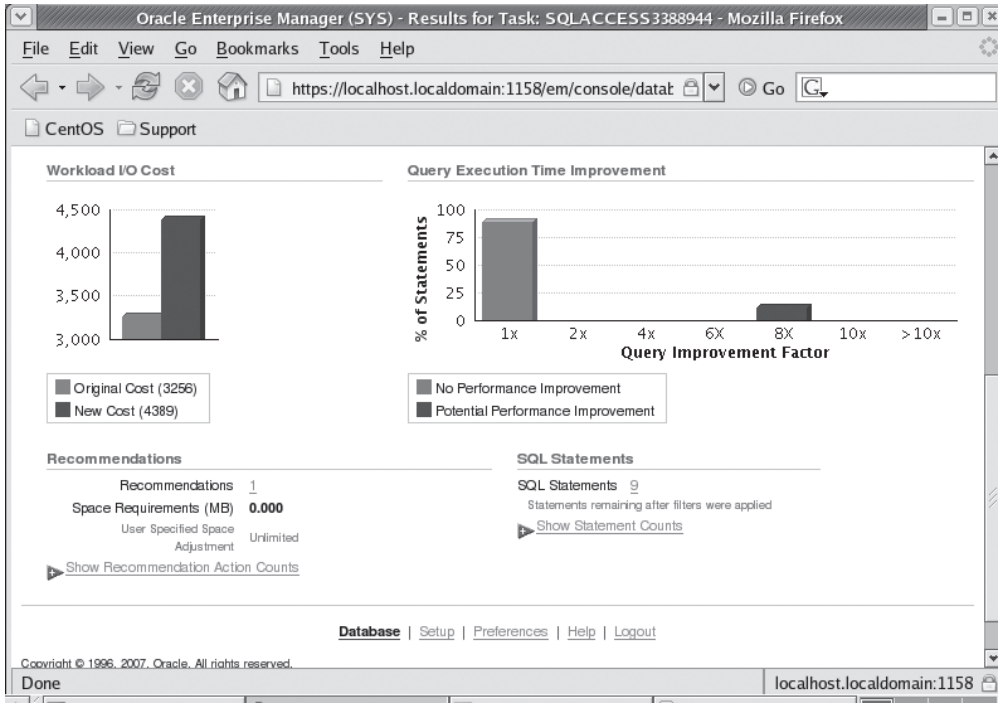 Oracle Enterprise Manager (SYS) - Results for Task: SQLACCESS3388944 - Mozilla Firefox
File Edit View Go Bookmarks Tools Help
https://localhost.localdomain:1158/em/console/datab Go G
CentOS Support
Workload I/O Cost
4,500
4,000
3,500
3,000
Original Cost (3256)
New Cost (4389)
Query Execution Time Improvement
% of Statements
100
75
50
25
0
1x 2x 4x 6X 8X 10x >10x
Query Improvement Factor
No Performance Improvement
Potential Performance Improvement
Recommendations
Recommendations 1
Space Requirements (MB) 0.000
User Specified Space
Adjustment Unlimited
Show Recommendation Action Counts
SQL Statements
SQL Statements 9
Statements remaining after filters were applied
Show Statement Counts
Database | Setup | Preferences | Help | Logout
Copyright © 1996, 2007, Oracle. All rights reserved.
Done localhost.localdomain:1158